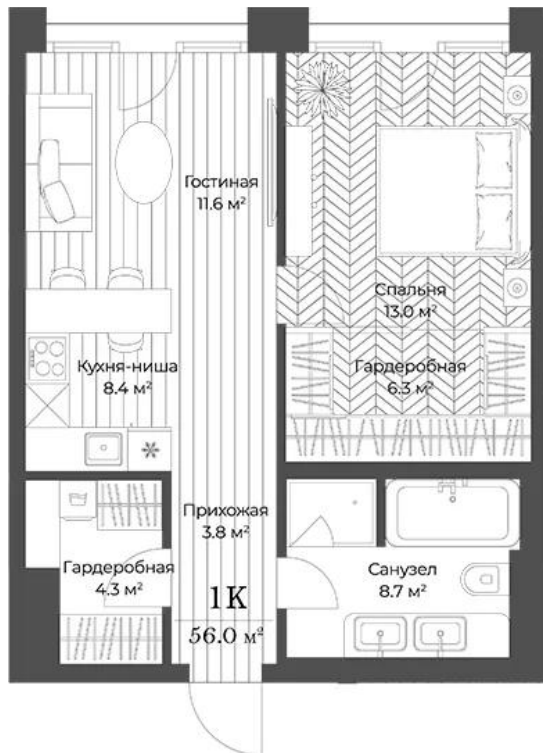 Гостиная
11.6 м²
Спальня
13.0 м²
Кухня-ниша
8.4 м²
Гардеробная
6.3 м²
Прихожая
3.8 м²
Гардеробная
4.3 м²
Санузел
8.7 м²
1К
56.0 м²